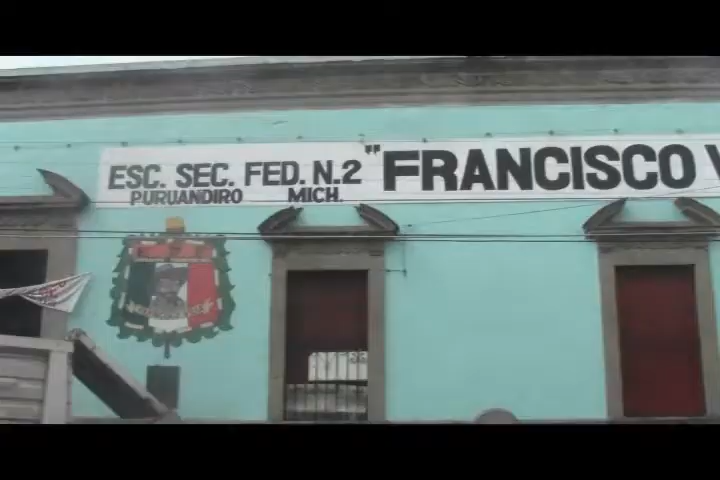 ESC. SEC. FED. N.2 "FRANCISCO V
PURUANDIRO MICH.